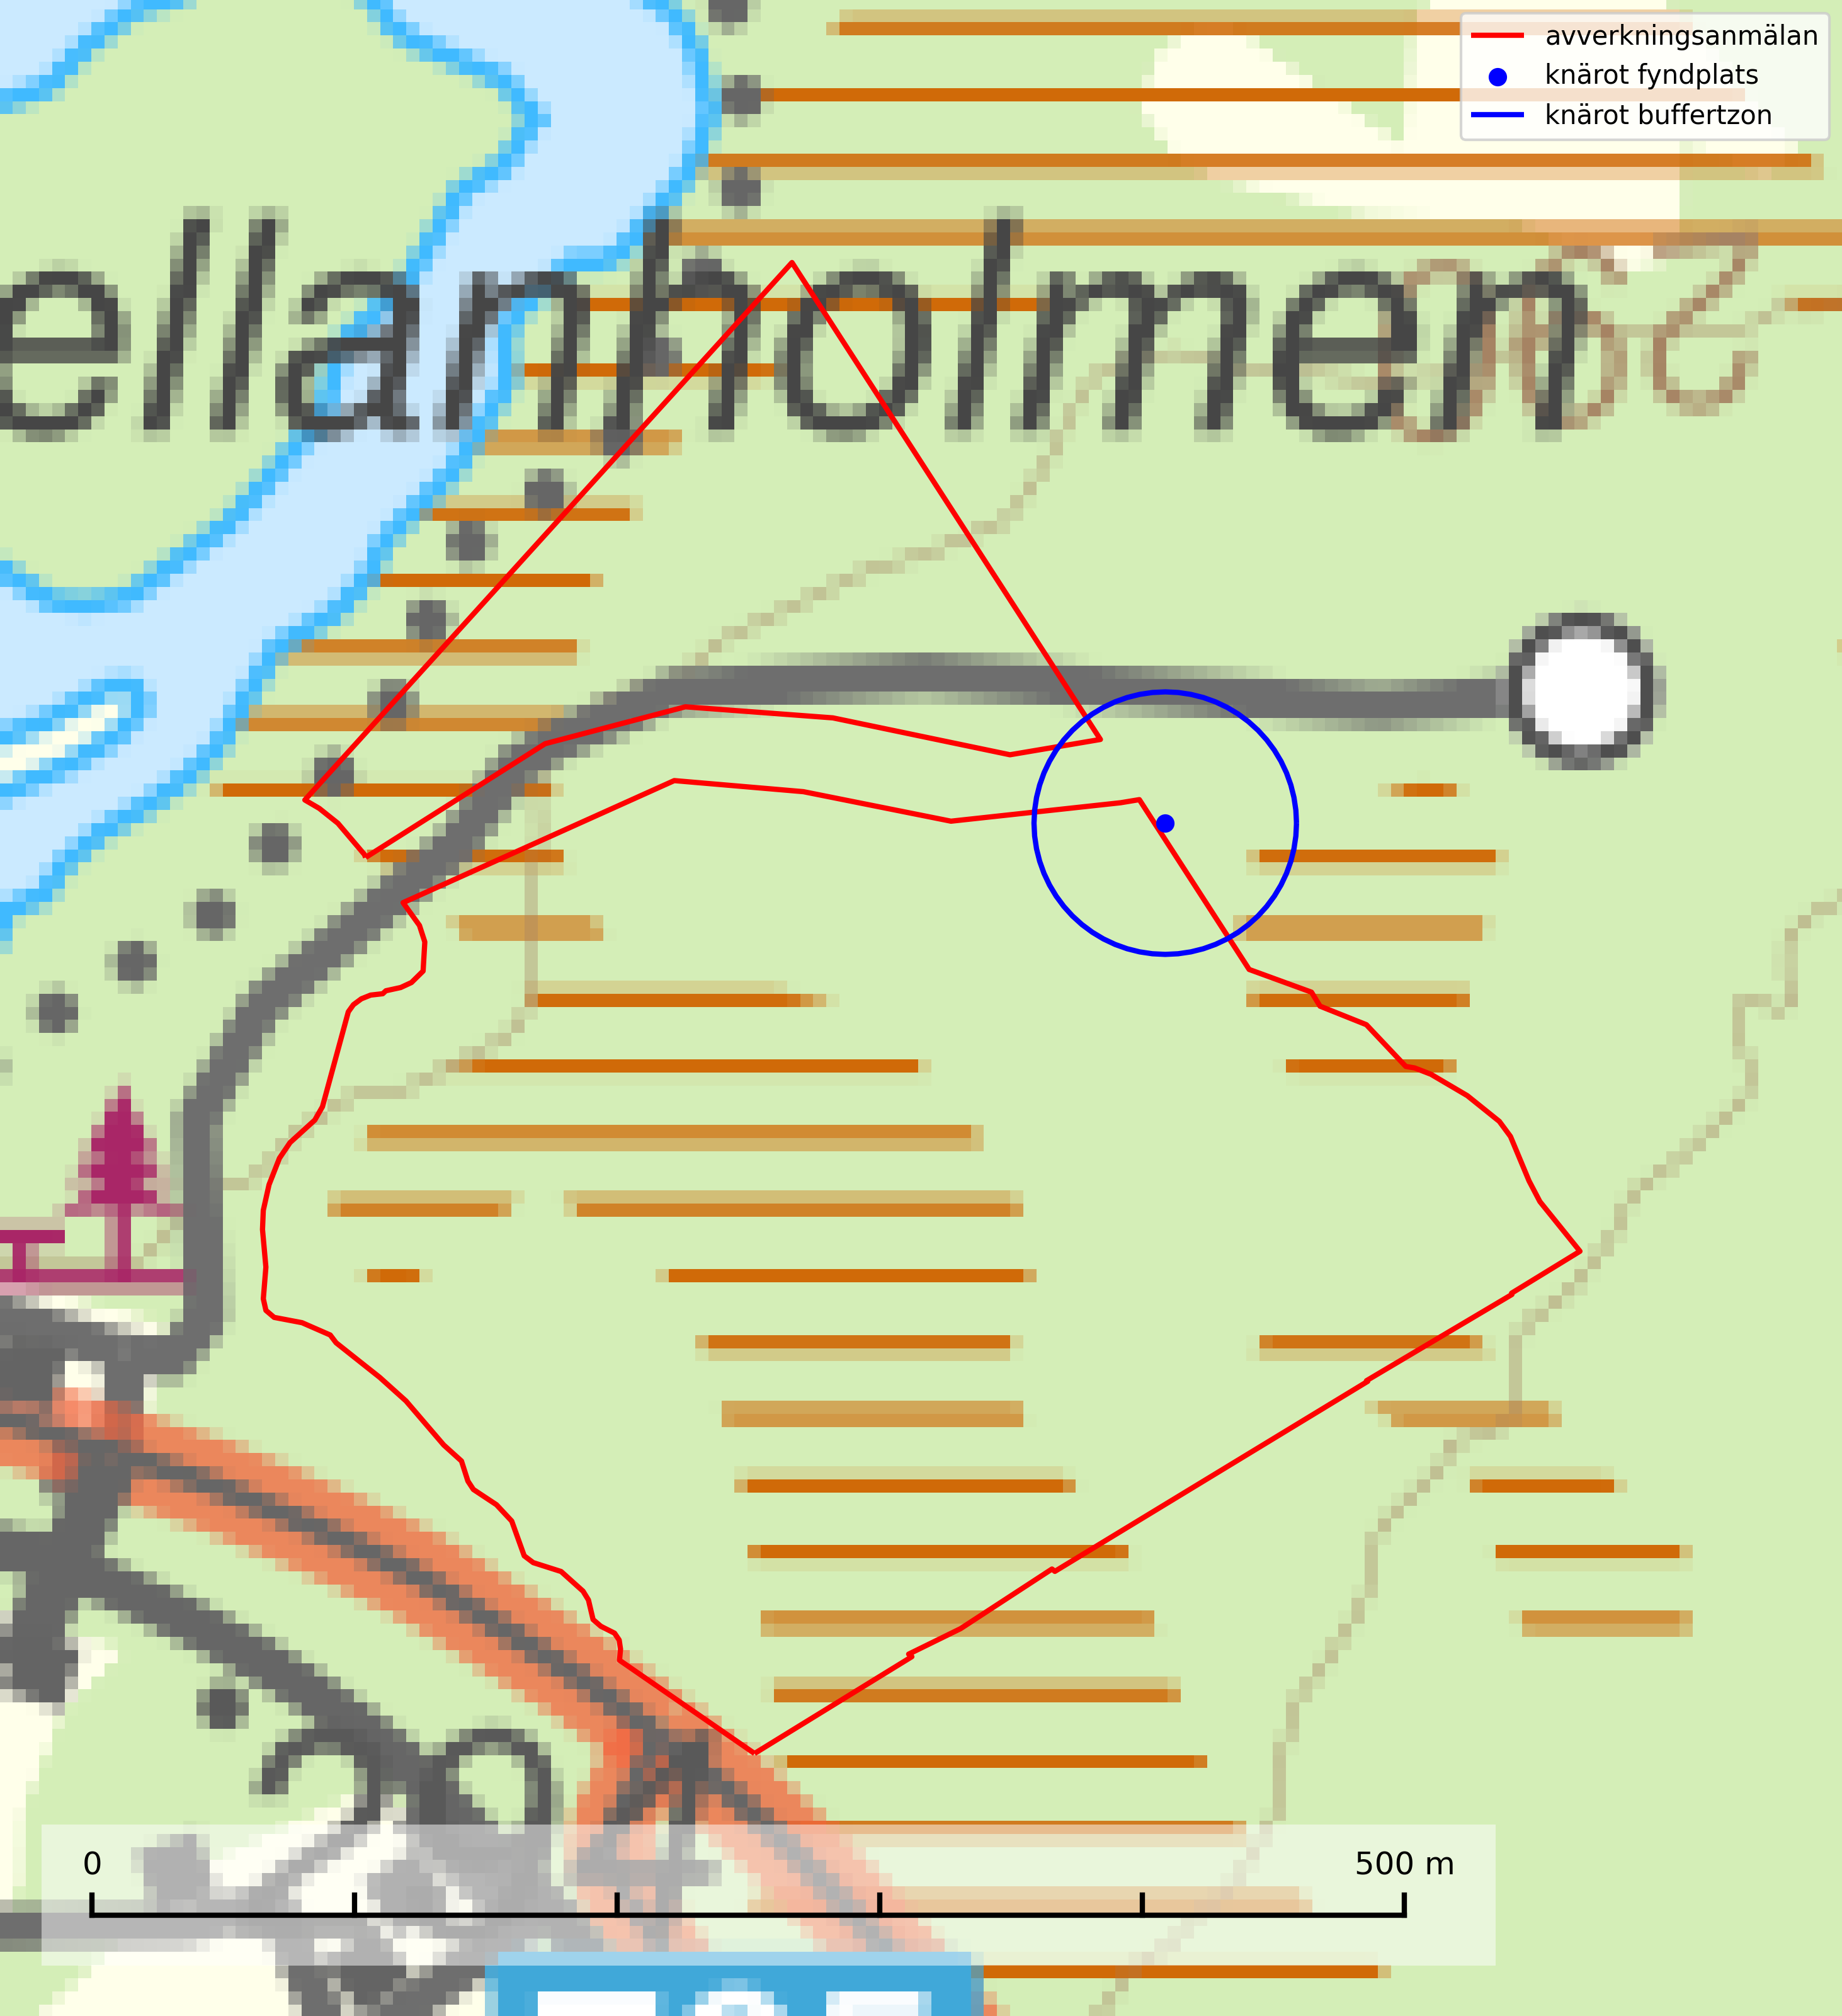 avverkningsanmälan
knärot fyndplats
knärot buffertzon
ellanholmen
0 500 m